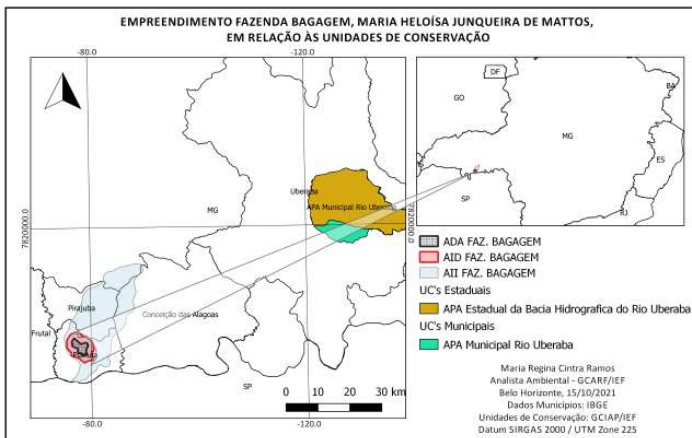 EMPREENDIMENTO FAZENDA BAGAGEM, MARIA HELOÍSA JUNQUEIRA DE MATTOS,
EM RELAÇÃO ÀS UNIDADES DE CONSERVAÇÃO
-80.0
-120.0
DF
GO
BA
MG
ES
SP
RJ
Uberaba
APA Municipal Rio Uberaba
MG
7820000.0
7820000.0
Pirajuba
Conceição das Alagoas
Frutal
Planura
SP
0 10 20 30 km
-80.0
-120.0
ADA FAZ. BAGAGEM
AID FAZ. BAGAGEM
AII FAZ. BAGAGEM
UC's Estaduais
APA Estadual da Bacia Hidrografica do Rio Uberaba
UC's Municipais
APA Municipal Rio Uberaba
Maria Regina Cintra Ramos
Analista Ambiental - GCARF/IEF
Belo Horizonte, 15/10/2021
Dados Municípios: IBGE
Unidades de Conservação: GCIAP/IEF
Datum SIRGAS 2000 / UTM Zone 22S